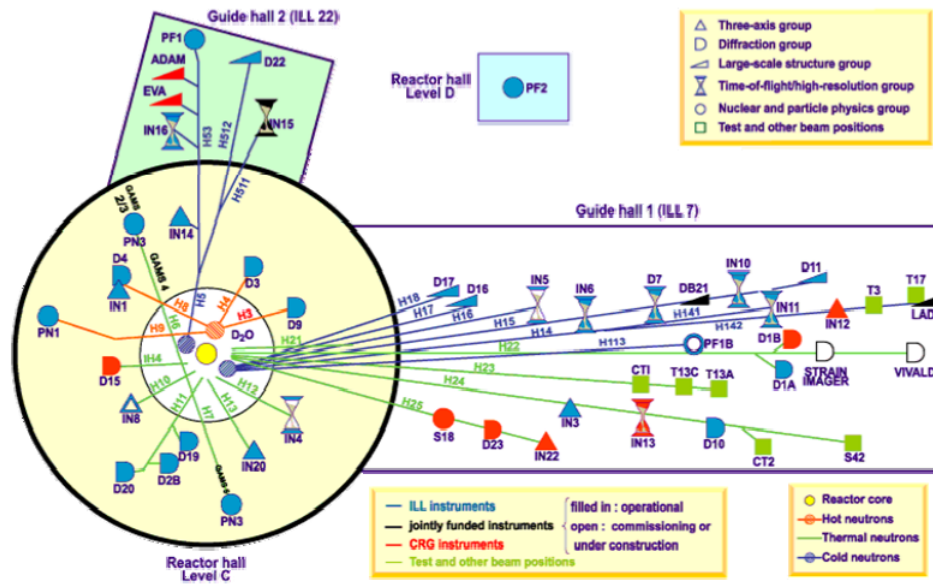 Guide hall 2 (ILL 22)
PF1
ADAM
D22
EVA
IN16
IN15
H53
H512
H511
Reactor hall
Level D
PF2
Three-axis group
Diffraction group
Large-scale structure group
Time-of-flight/high-resolution group
Nuclear and particle physics group
Test and other beam positions
GAMS
2/3
PN3
IN14
D4
IN1
GAMS 4
D3
H8
H5
H4
H3
H6
D9
PN1
H9
D2O
H21
D15
IH4
H10
H11
H7
H13
H12
IN8
IN4
D19
D20
D2B
IN20
GAMS
PN3
Reactor hall
Level C
Guide hall 1 (ILL 7)
D17
D16
IN5
IN6
D7
DB21
IN10
D11
IN11
T3
T17
LAD
H18
H17
H16
H15
H14
H141
H142
IN12
D1B
H113
PF1B
H22
STRAIN
IMAGER
VIVALD
D1A
H23
CTI
T13C
T13A
H24
H25
S18
D23
IN22
IN3
IN13
D10
CT2
S42
ILL instruments
jointly funded instruments
CRG instruments
Test and other beam positions
filled in : operational
open : commissioning or
under construction
Reactor core
Hot neutrons
Thermal neutrons
Cold neutrons